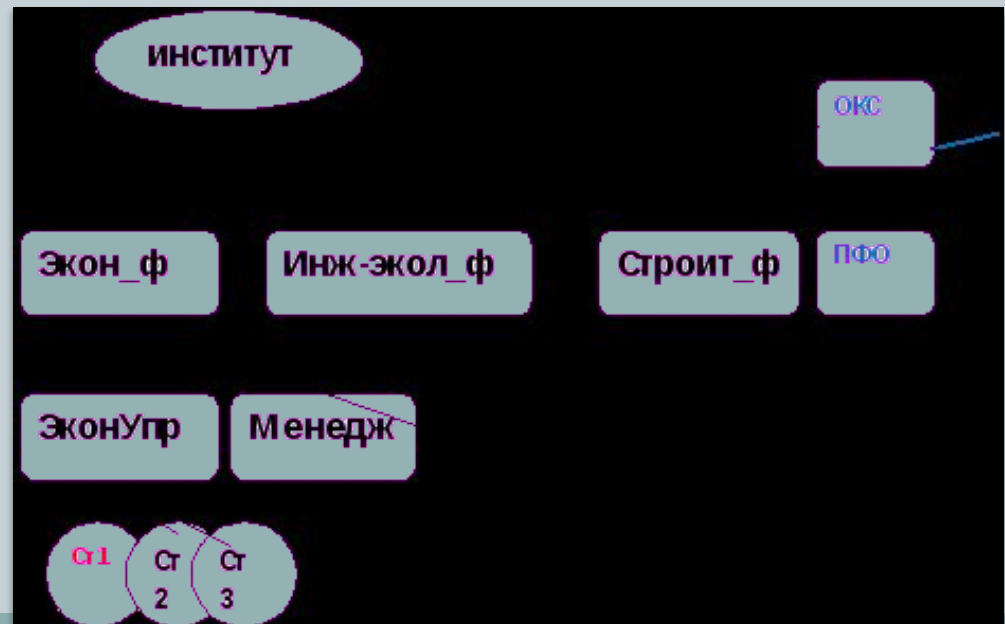 институт
ОКС
Экон_ф
Инж-экол_ф
Строит_ф
ПФО
ЭконУпр
Менедж
Ст1
Ст
2
Ст
3